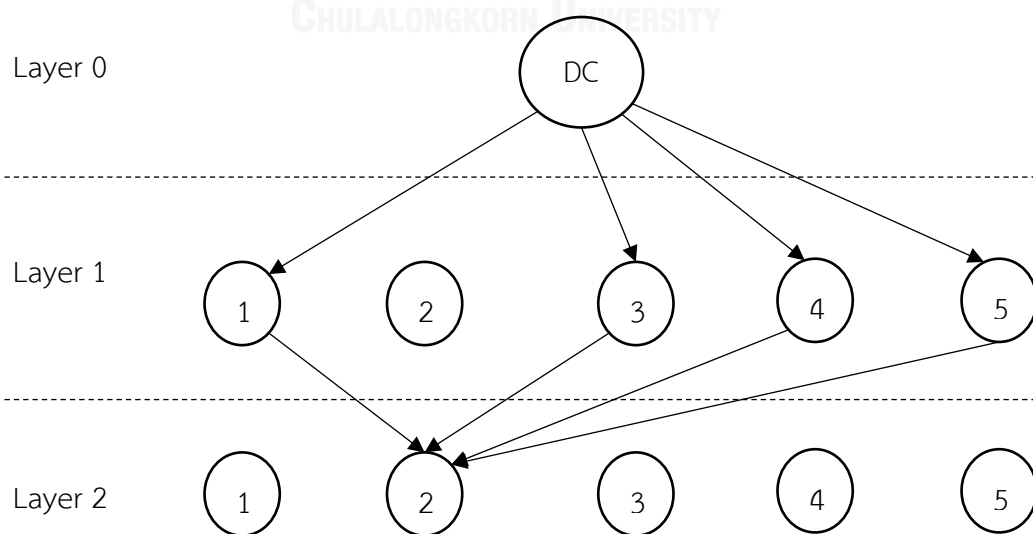 CHULALONGKORN UNIVERSITY
Layer 0
DC
Layer 1
1 2 3 4 5
Layer 2
1 2 3 4 5